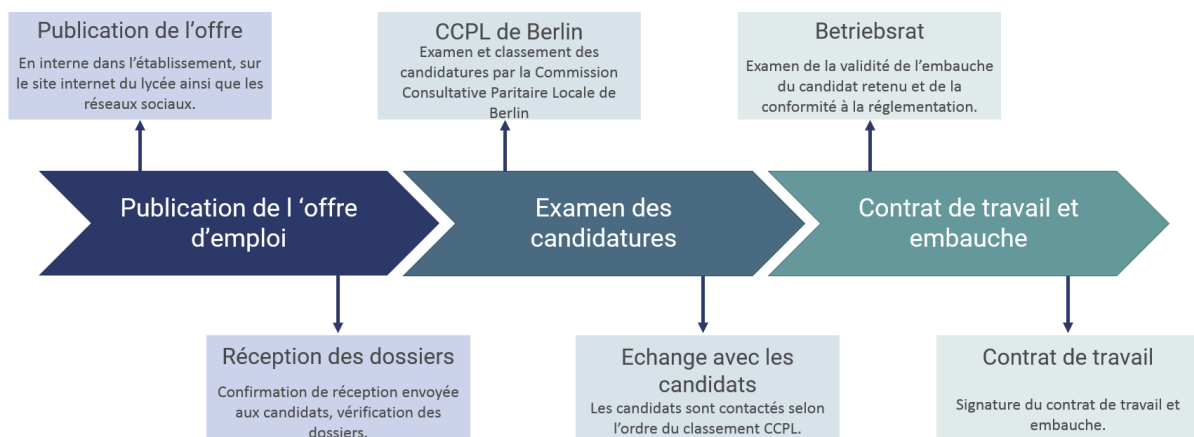 Publication de l’offre
En interne dans l’établissement, sur
le site internet du lycée ainsi que les
réseaux sociaux.
CCPL de Berlin
Examen et classement des
candidatures par la Commission
Consultative Paritaire Locale de
Berlin
Betriebsrat
Examen de la validité de l’embauche
du candidat retenu et de la
conformité à la réglementation.
Publication de l ‘offre
d’emploi
Examen des
candidatures
Contrat de travail et
embauche
Réception des dossiers
Confirmation de réception envoyée
aux candidats, vérification des
dossiers.
Echange avec les
candidats
Les candidats sont contactés selon
l’ordre du classement CCPL.
Contrat de travail
Signature du contrat de travail et
embauche.